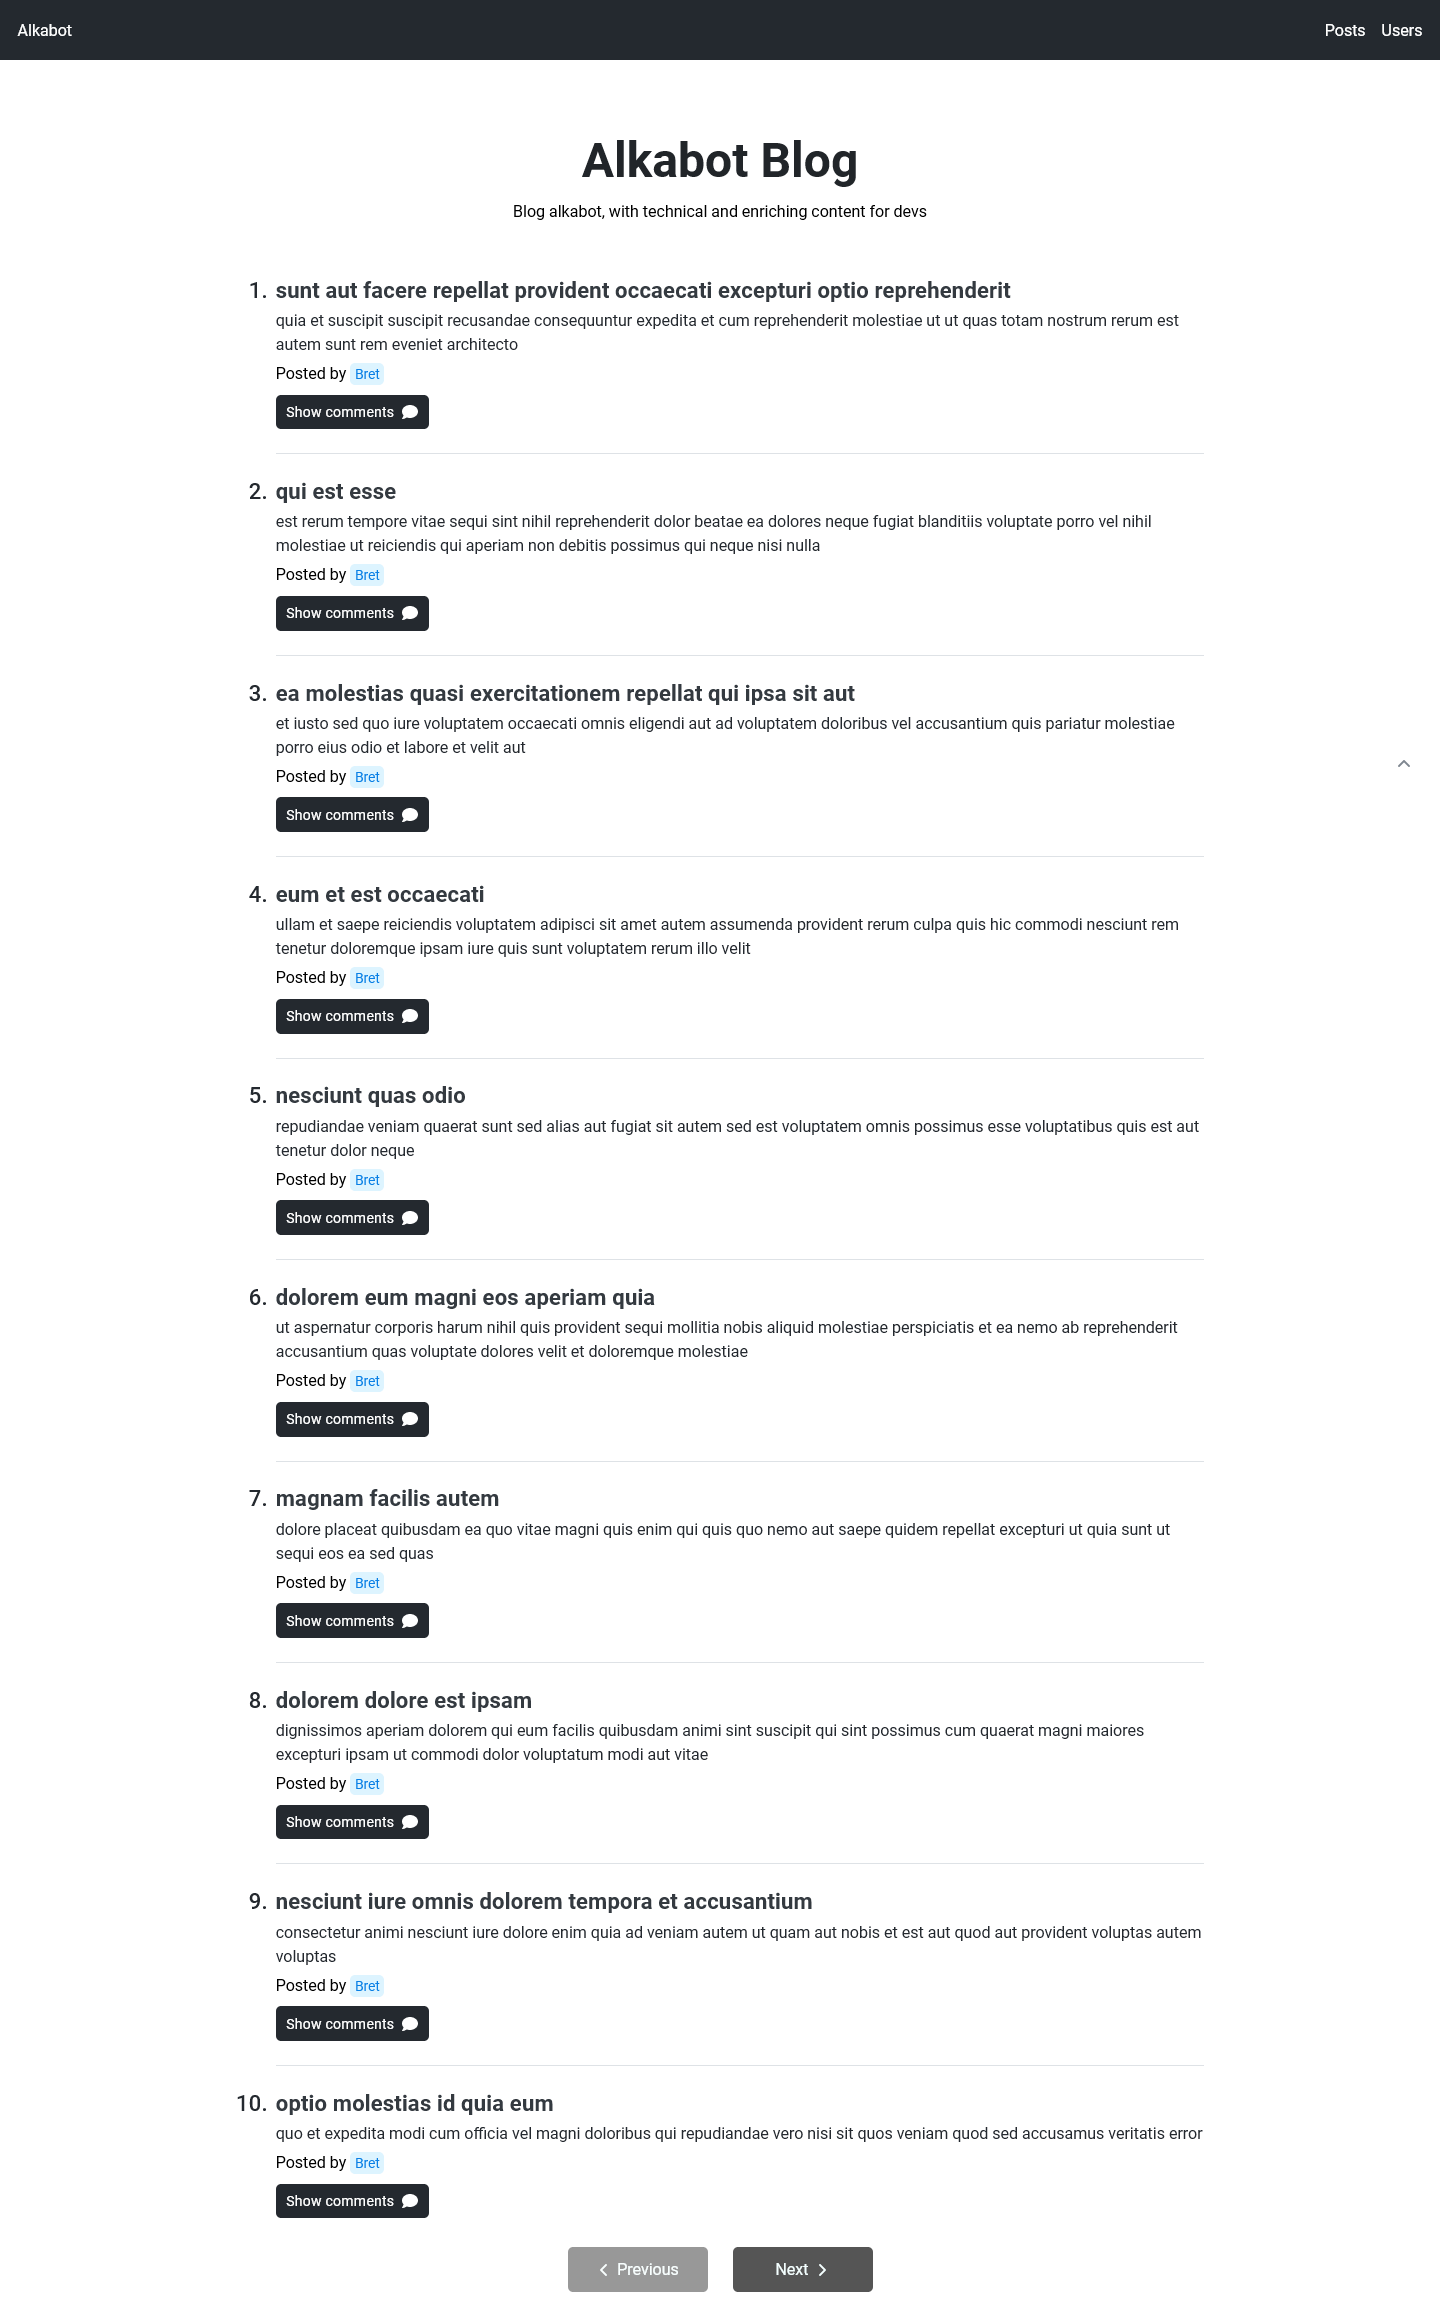 Alkabot
Posts Users
Alkabot Blog
Blog alkabot, with technical and enriching content for devs
1. sunt aut facere repellat provident occaecati excepturi optio reprehenderit
quia et suscipit suscipit recusandae consequuntur expedita et cum reprehenderit molestiae ut ut quas totam nostrum rerum est
autem sunt rem eveniet architecto
Posted by Bret
Show comments
2. qui est esse
est rerum tempore vitae sequi sint nihil reprehenderit dolor beatae ea dolores neque fugiat blanditiis voluptate porro vel nihil
molestiae ut reiciendis qui aperiam non debitis possimus qui neque nisi nulla
Posted by Bret
Show comments
3. ea molestias quasi exercitationem repellat qui ipsa sit aut
et iusto sed quo iure voluptatem occaecati omnis eligendi aut ad voluptatem doloribus vel accusantium quis pariatur molestiae
porro eius odio et labore et velit aut
Posted by Bret
Show comments
4. eum et est occaecati
ullam et saepe reiciendis voluptatem adipisci sit amet autem assumenda provident rerum culpa quis hic commodi nesciunt rem
tenetur doloremque ipsam iure quis sunt voluptatem rerum illo velit
Posted by Bret
Show comments
5. nesciunt quas odio
repudiandae veniam quaerat sunt sed alias aut fugiat sit autem sed est voluptatem omnis possimus esse voluptatibus quis est aut
tenetur dolor neque
Posted by Bret
Show comments
6. dolorem eum magni eos aperiam quia
ut aspernatur corporis harum nihil quis provident sequi mollitia nobis aliquid molestiae perspiciatis et ea nemo ab reprehenderit
accusantium quas voluptate dolores velit et doloremque molestiae
Posted by Bret
Show comments
7. magnam facilis autem
dolore placeat quibusdam ea quo vitae magni quis enim qui quis quo nemo aut saepe quidem repellat excepturi ut quia sunt ut
sequi eos ea sed quas
Posted by Bret
Show comments
8. dolorem dolore est ipsam
dignissimos aperiam dolorem qui eum facilis quibusdam animi sint suscipit qui sint possimus cum quaerat magni maiores
excepturi ipsam ut commodi dolor voluptatum modi aut vitae
Posted by Bret
Show comments
9. nesciunt iure omnis dolorem tempora et accusantium
consectetur animi nesciunt iure dolore enim quia ad veniam autem ut quam aut nobis et est aut quod aut provident voluptas autem
voluptas
Posted by Bret
Show comments
10. optio molestias id quia eum
quo et expedita modi cum officia vel magni doloribus qui repudiandae vero nisi sit quos veniam quod sed accusamus veritatis error
Posted by Bret
Show comments
Previous Next